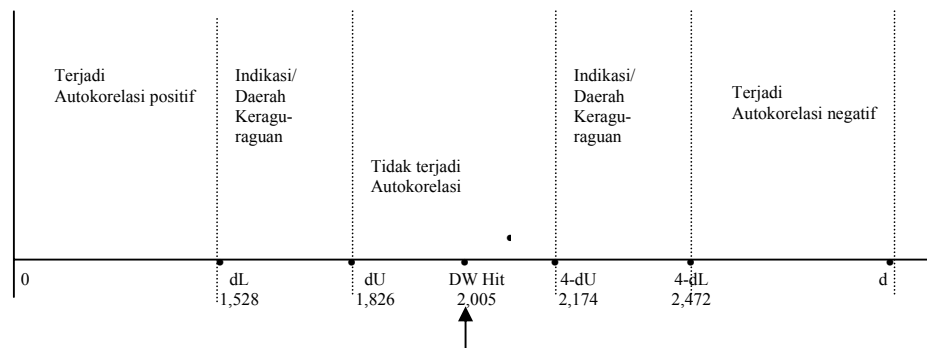 Terjadi
Autokorelasi positif
Indikasi/
Daerah
Keragu-
raguan
Tidak terjadi
Autokorelasi
Indikasi/
Daerah
Keragu-
raguan
Terjadi
Autokorelasi negatif
0 dL dU DW Hit 4-dU 4-dL d
1,528 1,826 2,005 2,174 2,472